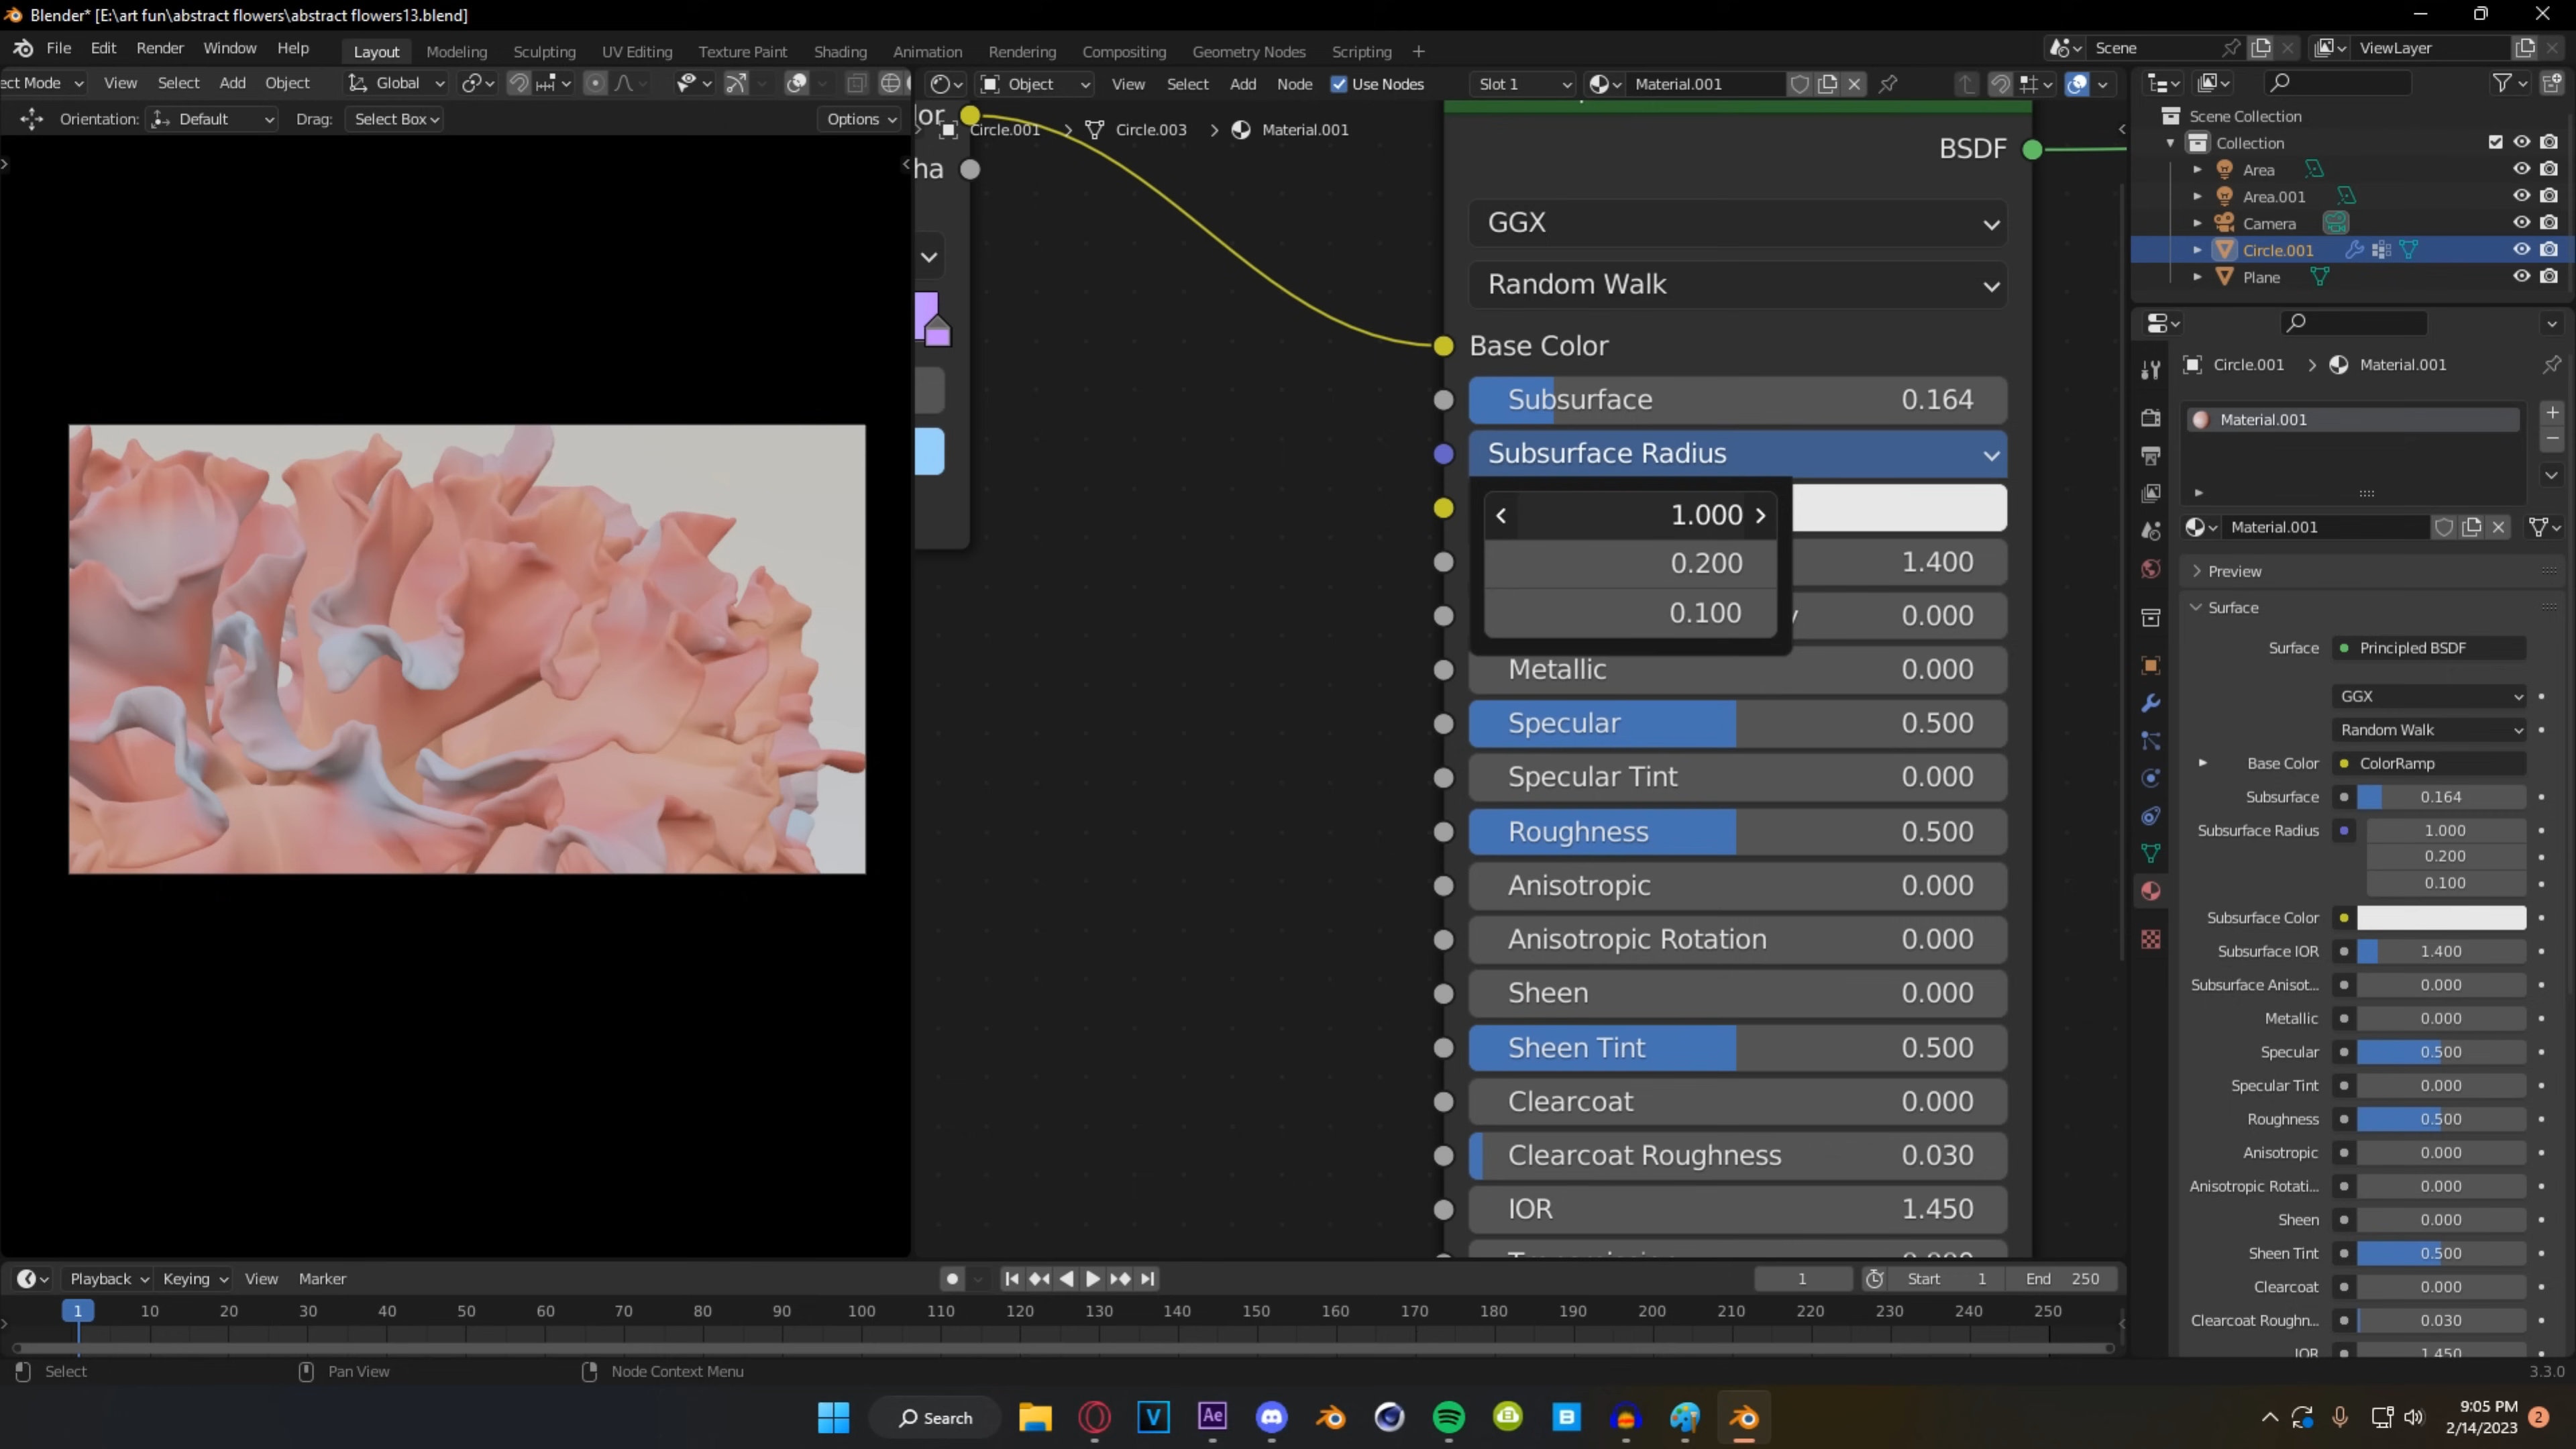 Blender* [E:\art fun\abstract flowers\abstract flowers13.blend]
File Edit Render Window Help Layout Modeling Sculpting UV Editing Texture Paint Shading Animation Rendering Compositing Geometry Nodes Scripting + Scene ViewLayer
ect Mode View Select Add Object Global Object View Select Add Node Use Nodes Slot 1 Material.001
Orientation: Default Drag: Select Box Options
or Circle.001 > Circle.003 > Material.001
ha
BSDF
GGX
Random Walk
Base Color
Subsurface 0.164
Subsurface Radius
1.000
0.200 1.400
0.100 0.000
Metallic 0.000
Specular 0.500
Specular Tint 0.000
Roughness 0.500
Anisotropic 0.000
Anisotropic Rotation 0.000
Sheen 0.000
Sheen Tint 0.500
Clearcoat 0.000
Clearcoat Roughness 0.030
IOR 1.450
Scene Collection
Collection
Area
Area.001
Camera
Circle.001
Plane
Circle.001 > Material.001
Material.001
Material.001
Preview
Surface
Surface Principled BSDF
GGX
Random Walk
Base Color ColorRamp
Subsurface 0.164
Subsurface Radius 1.000
0.200
0.100
Subsurface Color
Subsurface IOR 1.400
Subsurface Anisot... 0.000
Metallic 0.000
Specular 0.500
Specular Tint 0.000
Roughness 0.500
Anisotropic 0.000
Anisotropic Rotati... 0.000
Sheen 0.000
Sheen Tint 0.500
Clearcoat 0.000
Clearcoat Roughn... 0.030
IOR 1.450
Playback Keying View Marker 1 Start 1 End 250
1 10 20 30 40 50 60 70 80 90 100 110 120 130 140 150 160 170 180 190 200 210 220 230 240 250
Select Pan View Node Context Menu 3.3.0
Search V Ae B
9:05 PM
2/14/2023 2